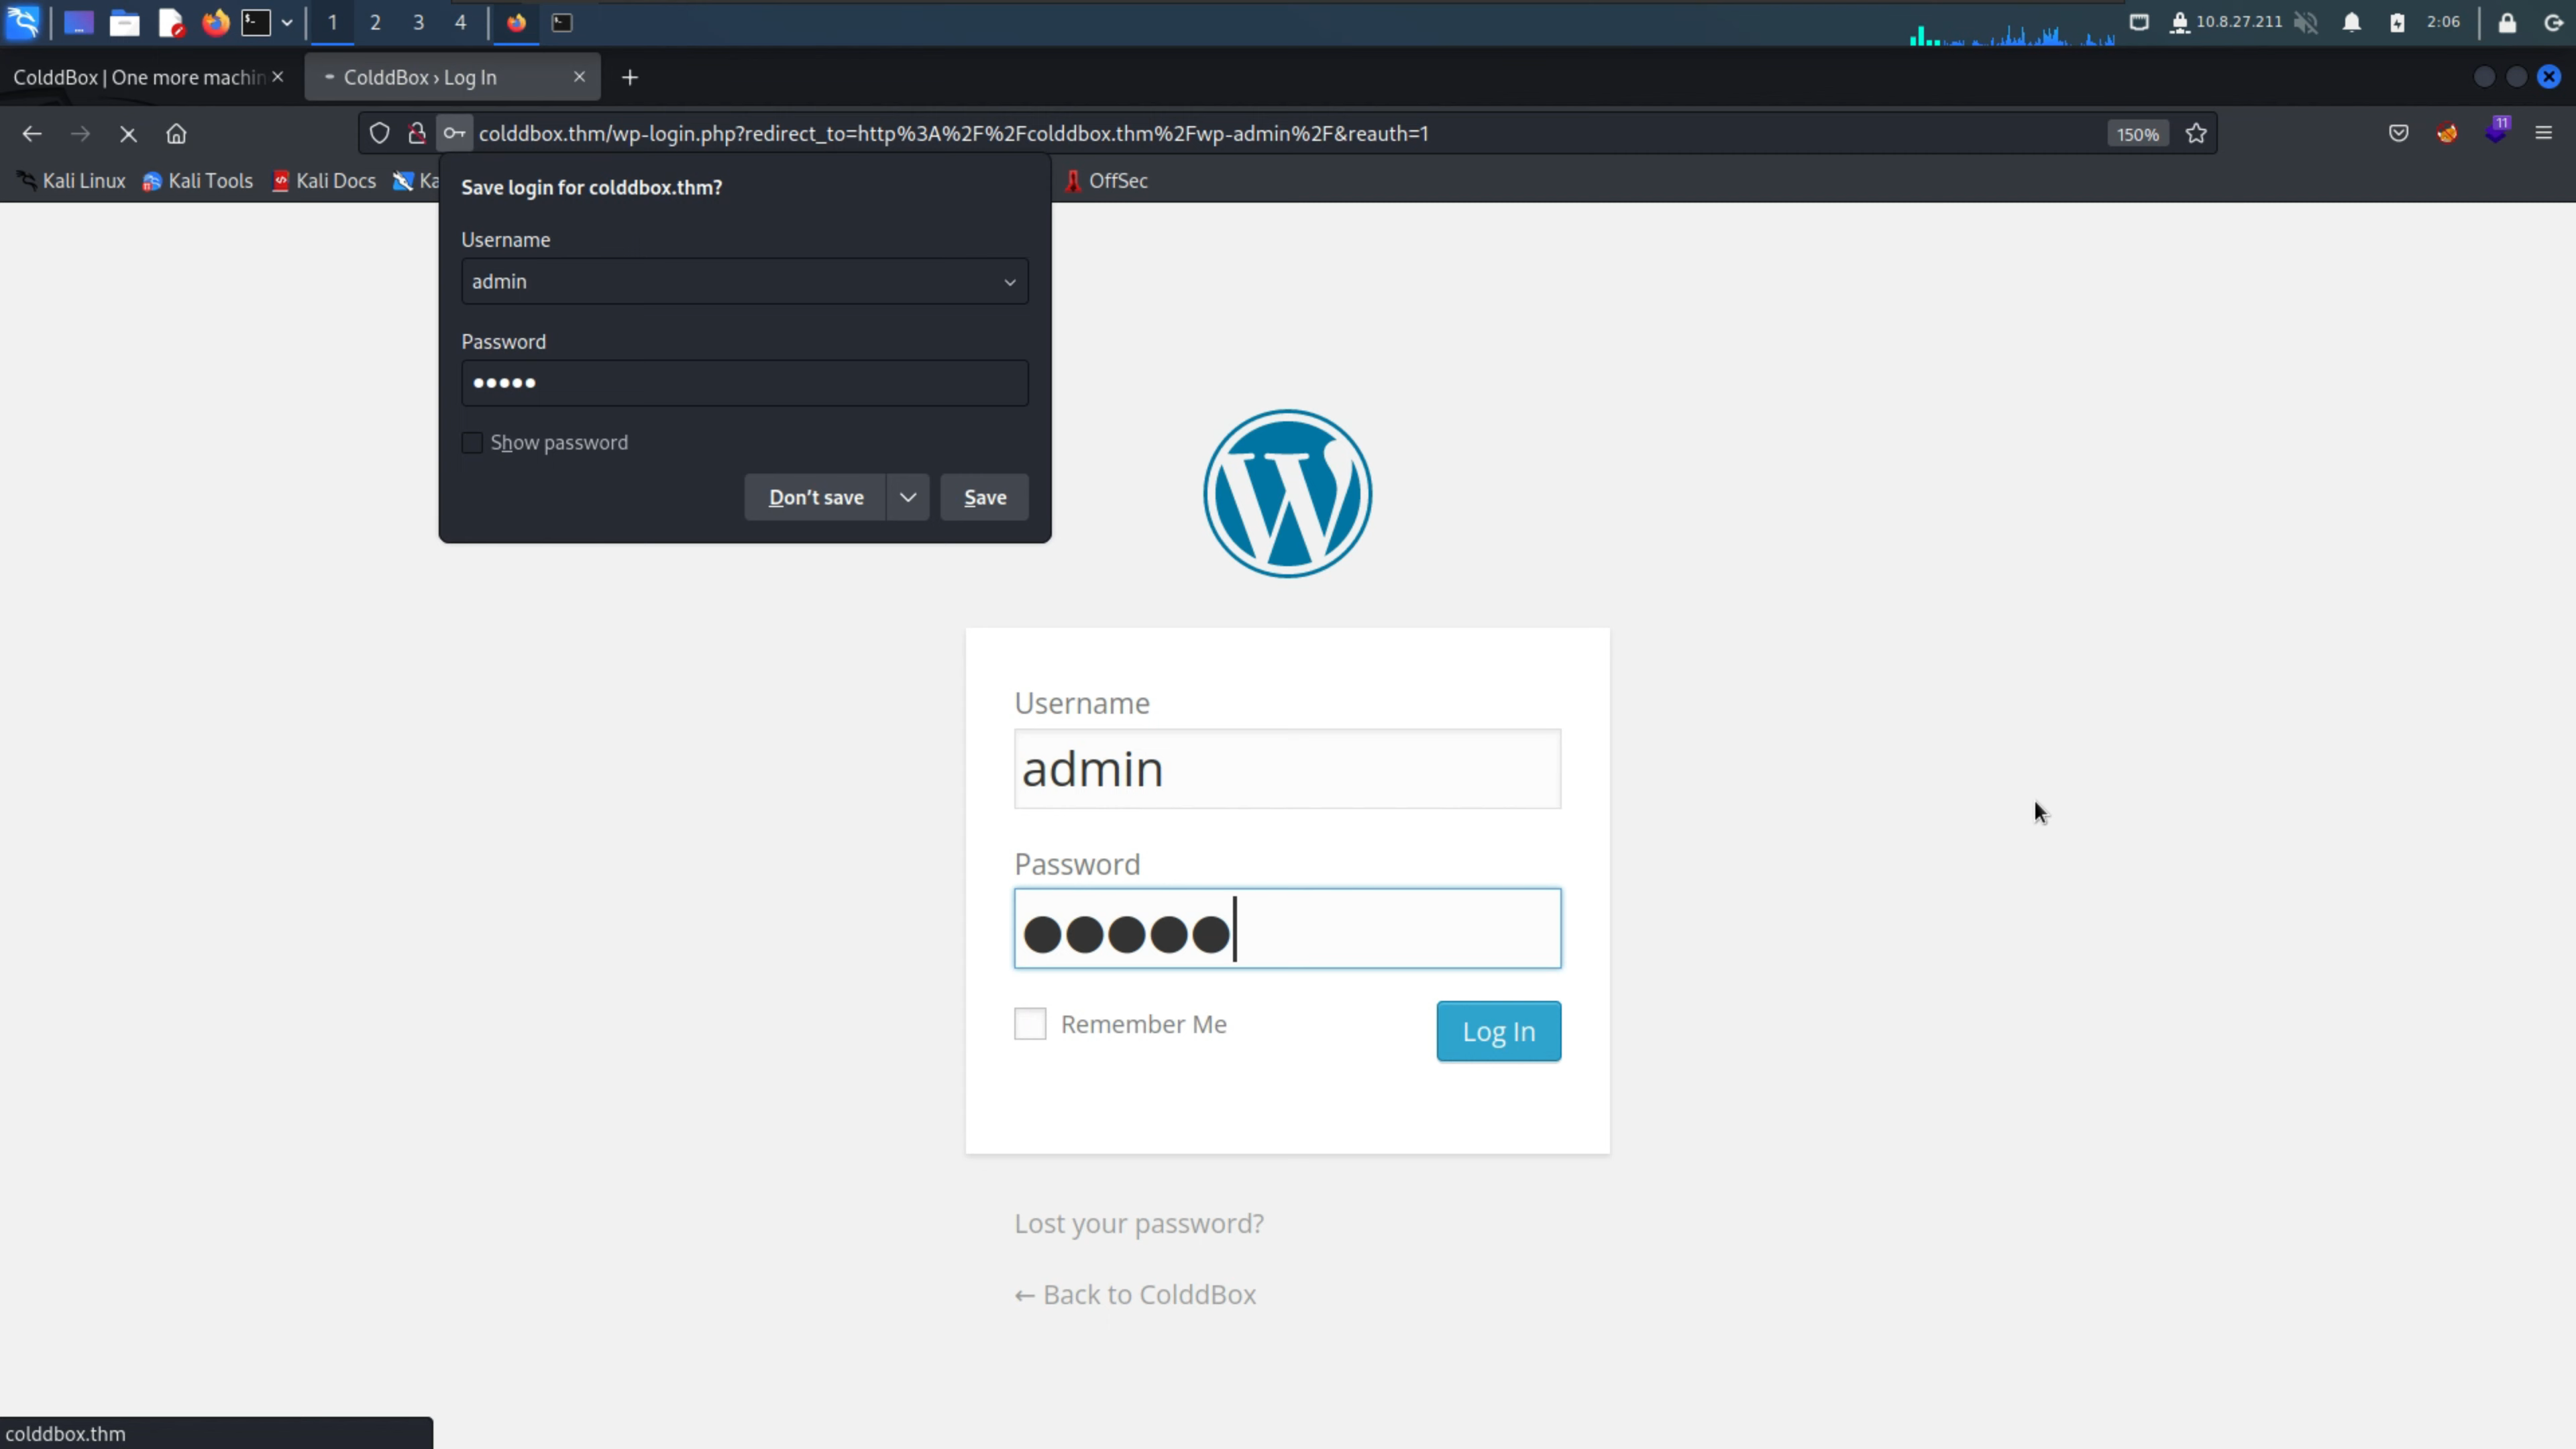 1 2 3 4
10.8.27.211
2:06
ColddBox | One more machin
ColddBox › Log In
colddbox.thm/wp-login.php?redirect_to=http%3A%2F%2Fcolddbox.thm%2Fwp-admin%2F&reauth=1
150%
11
Kali Linux
Kali Tools
Kali Docs
Ka
OffSec
Save login for colddbox.thm?
Username
admin
Password
•••••
Show password
Don't save
Save
Username
admin
Password
●●●●●
Remember Me
Log In
Lost your password?
← Back to ColddBox
colddbox.thm